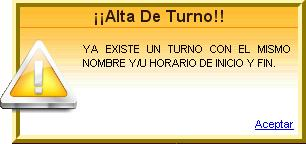 ¡¡Alta De Turno!!
YA EXISTE UN TURNO CON EL MISMO
NOMBRE Y/U HORARIO DE INICIO Y FIN.
Aceptar